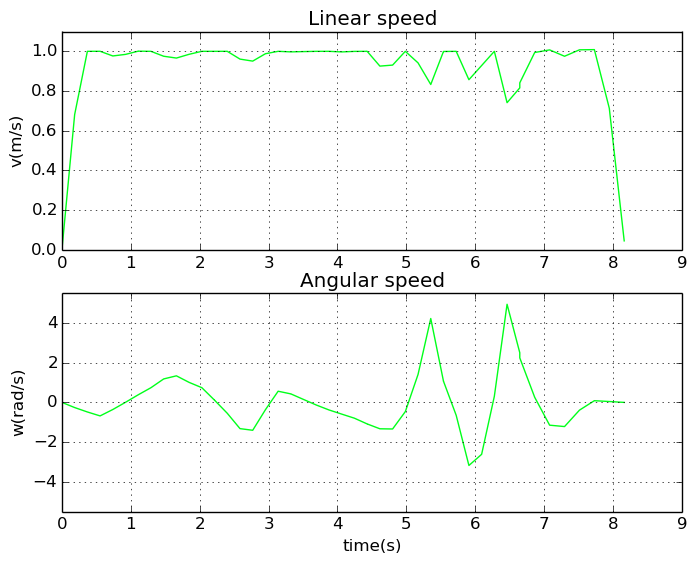 Linear speed
1.0
0.8
0.6
0.4
0.2
0.0
v(m/s)
0 1 2 3 4 5 6 7 8 9
Angular speed
4
2
0
−2
−4
w(rad/s)
0 1 2 3 4 5 6 7 8 9
time(s)